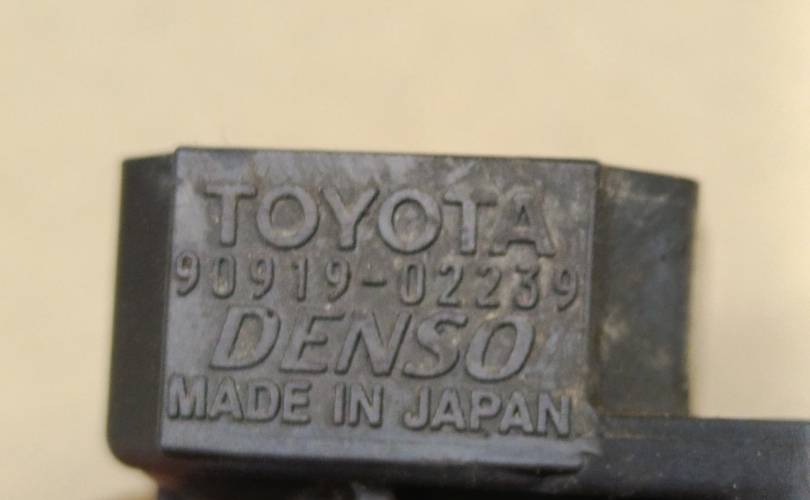 TOYOTA
90919-02239
DENSO
MADE IN JAPAN